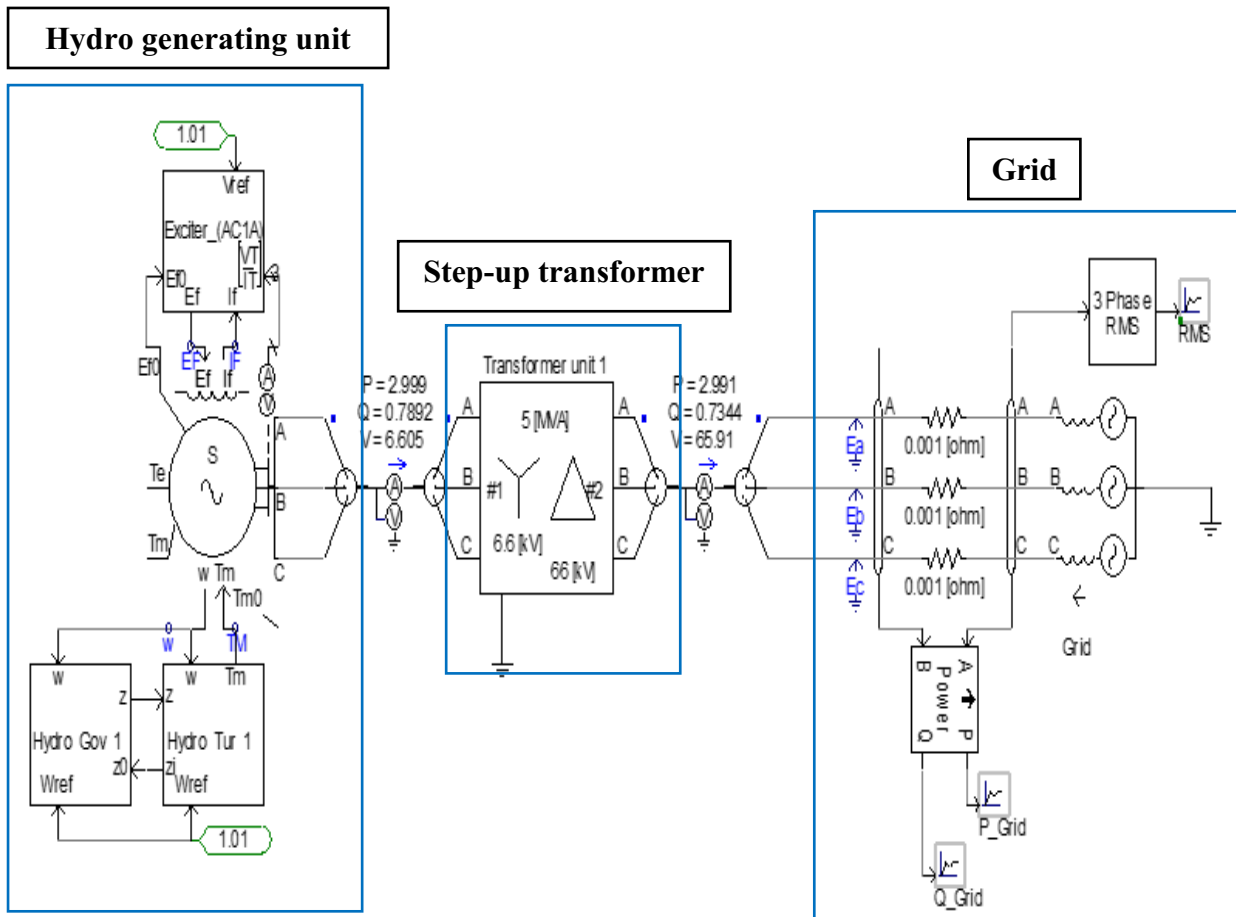 Hydro generating unit
1.01
Vref
Exciter_(AC1A)
VT
IT
3
Ef0
Ef
If
EF
IF
Ef0
Ef
If
A
V
S
Te
Tm
A
B
C
w
Tm
Tm0
w
TM
w
z
Hydro Gov 1
z0
Wref
w
Tm
z
Hydro Tur 1
zi
Wref
1.01
P = 2.999
Q = 0.7892
V = 6.605
A
V
Step-up transformer
Transformer unit 1
A
B
C
5 [MVA]
#1
#2
6.6 [kV]
66 [kV]
A
B
C
P = 2.991
Q = 0.7344
V = 65.91
A
V
Grid
3 Phase
RMS
RMS
Ea
Eb
Ec
A
0.001 [ohm]
A
A
B
0.001 [ohm]
B
B
C
0.001 [ohm]
C
C
Grid
A
B
Power
P
Q
P_Grid
Q_Grid